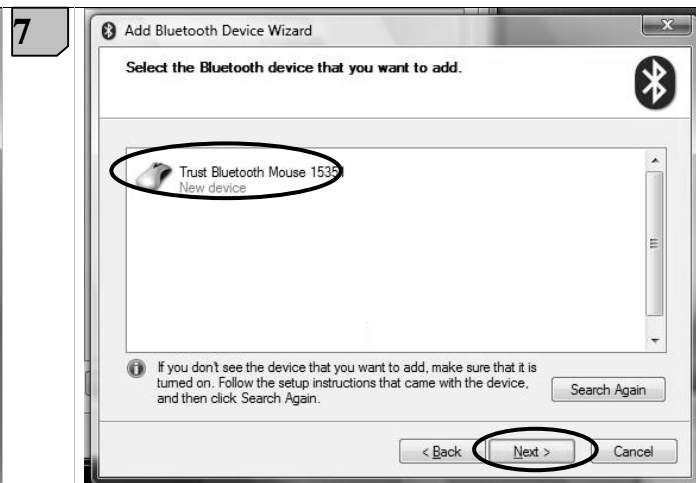 7
Add Bluetooth Device Wizard
Select the Bluetooth device that you want to add.
Trust Bluetooth Mouse
New device
If you don't see the device that you want to add, make sure that it is
turned on. Follow the setup instructions that came with the device,
and then click Search Again.
Search Again
< Back
Next >
Cancel